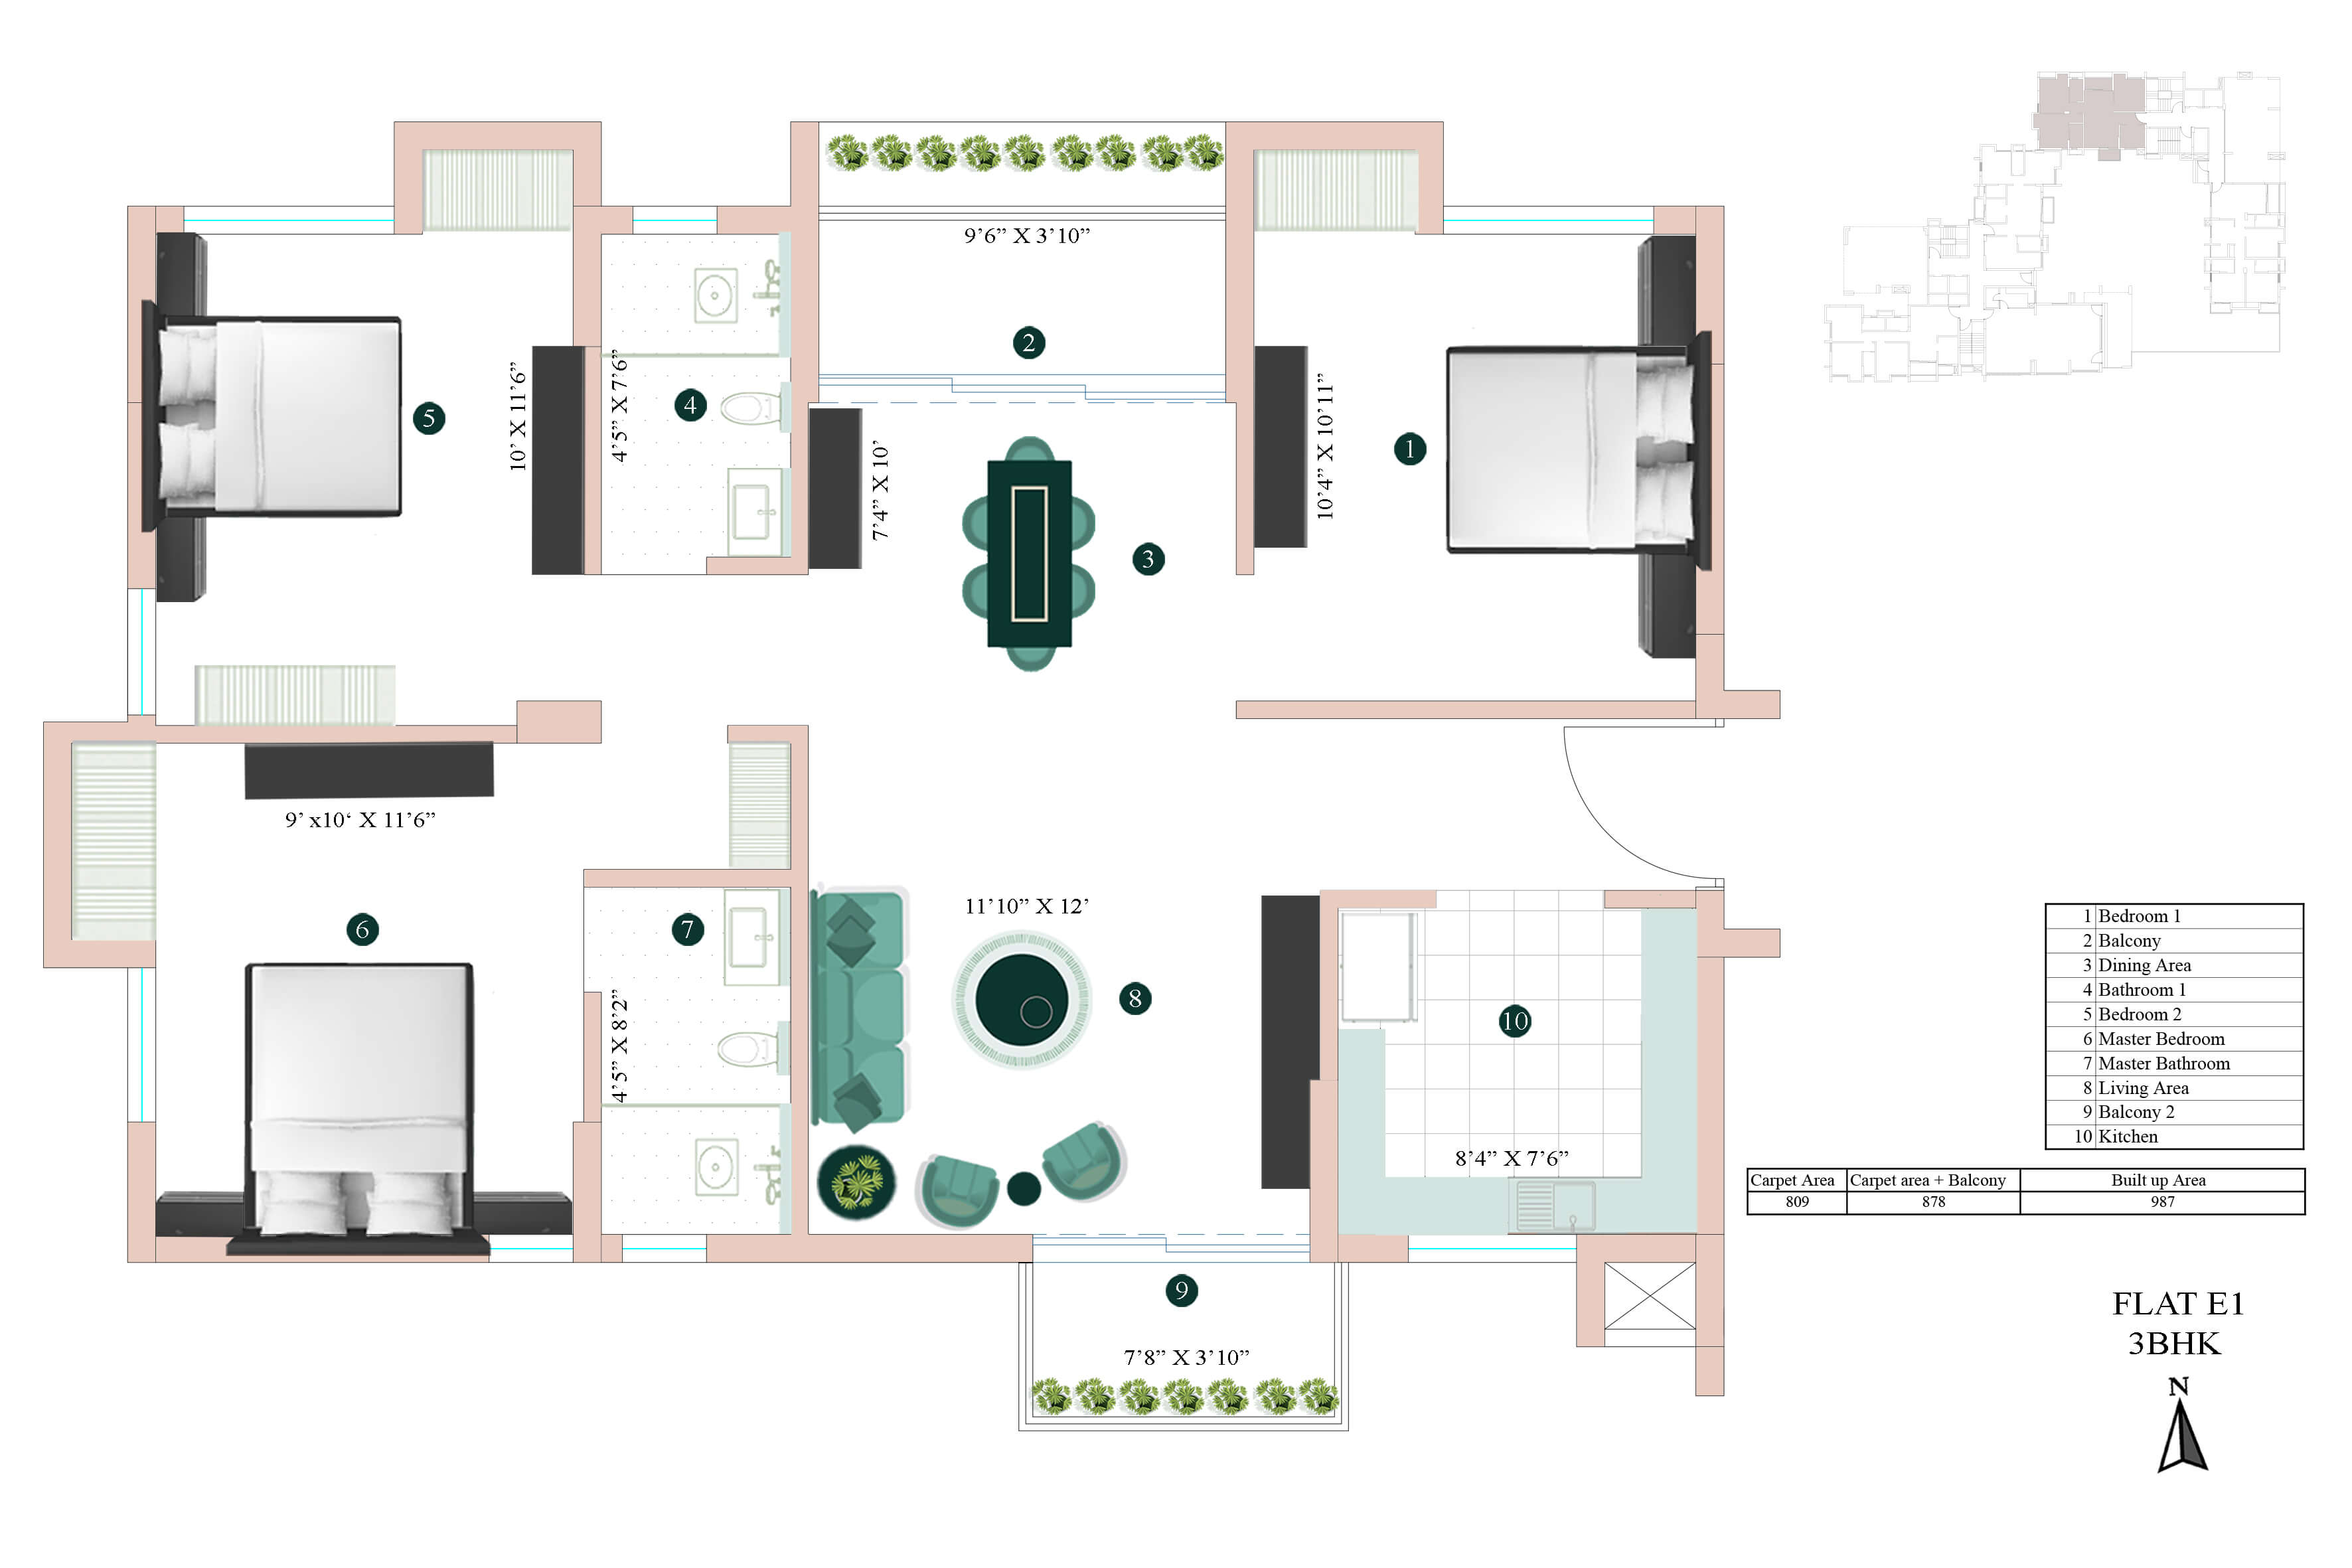 9’6” X 3’10”
2
10’ X 11’6”
4’5” X 7’6”
4
5
7’4” X 10’
3
10’4” X 10’11”
1
9’ x10‘ X 11’6”
6
7
4’5” X 8’2”
11’10” X 12’
8
10
8’4” X 7’6”
9
7’8” X 3’10”
1 Bedroom 1
2 Balcony
3 Dining Area
4 Bathroom 1
5 Bedroom 2
6 Master Bedroom
7 Master Bathroom
8 Living Area
9 Balcony 2
10 Kitchen
Carpet Area Carpet area + Balcony Built up Area
809 878 987
FLAT E1
3BHK
N